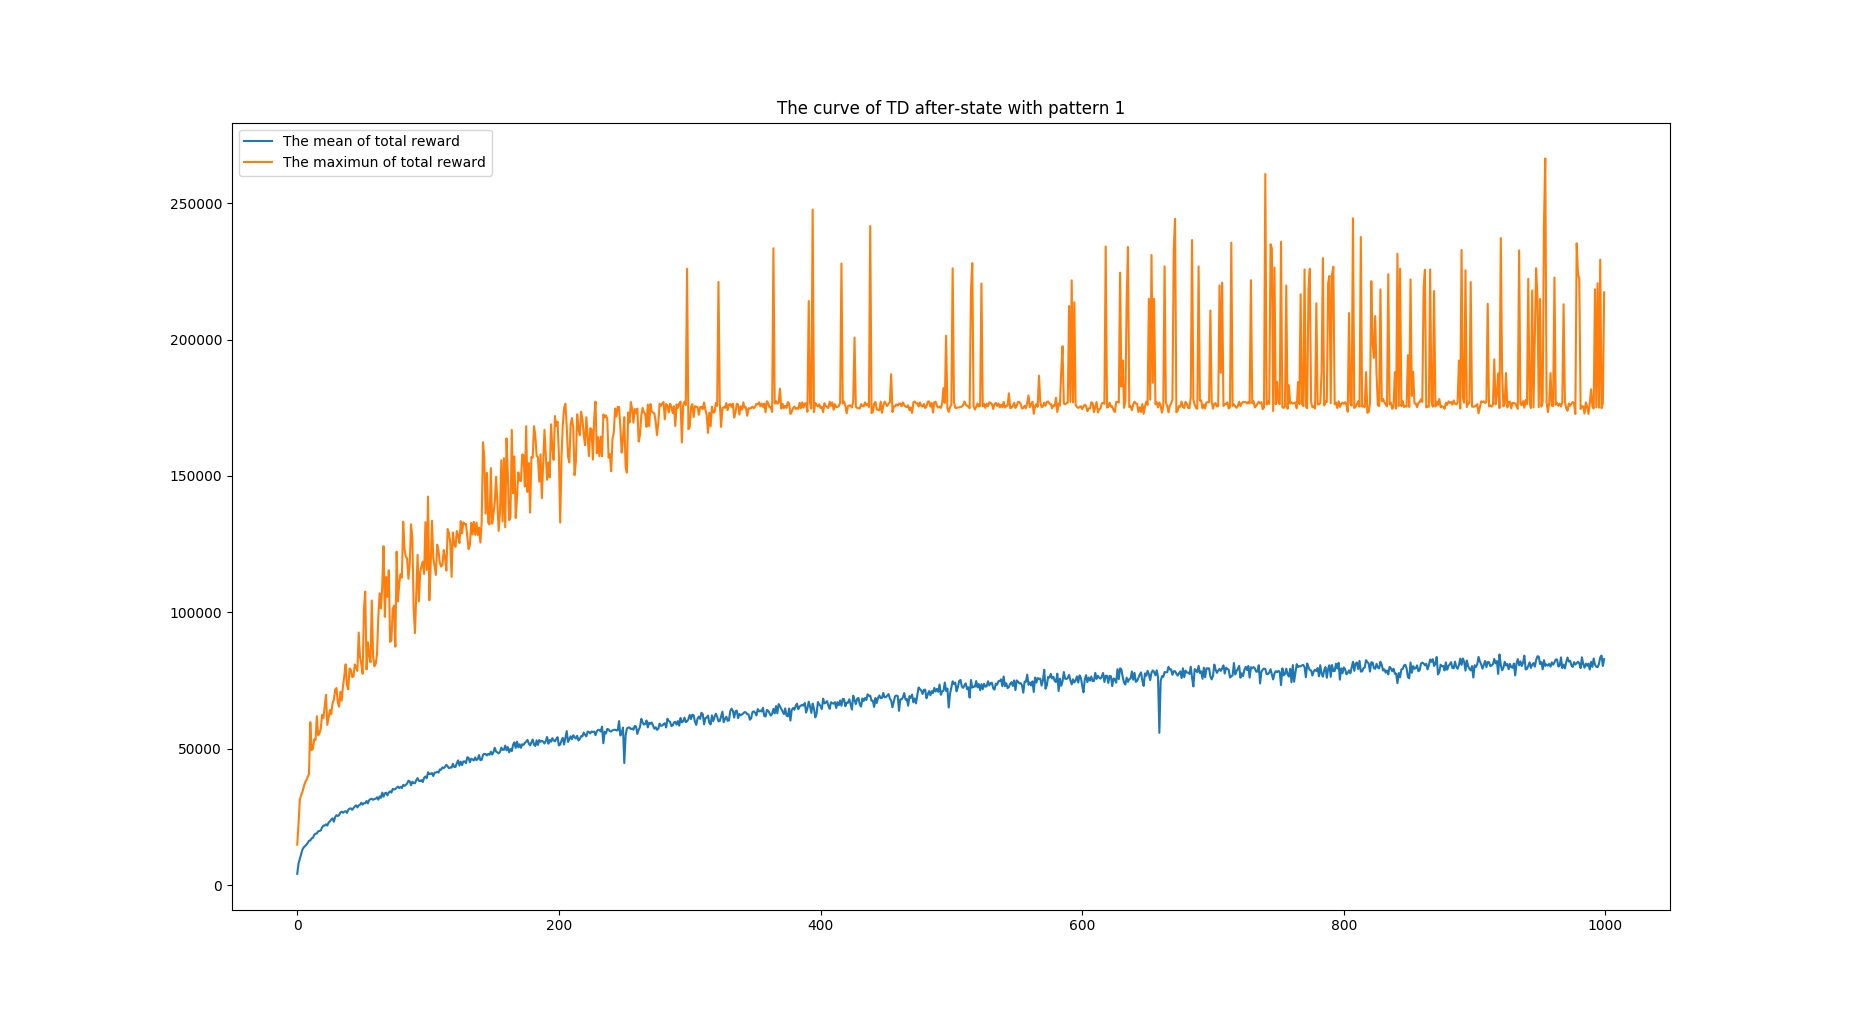 The curve of TD after-state with pattern 1
The mean of total reward
The maximun of total reward
250000
200000
150000
100000
50000
0
0 200 400 600 800 1000